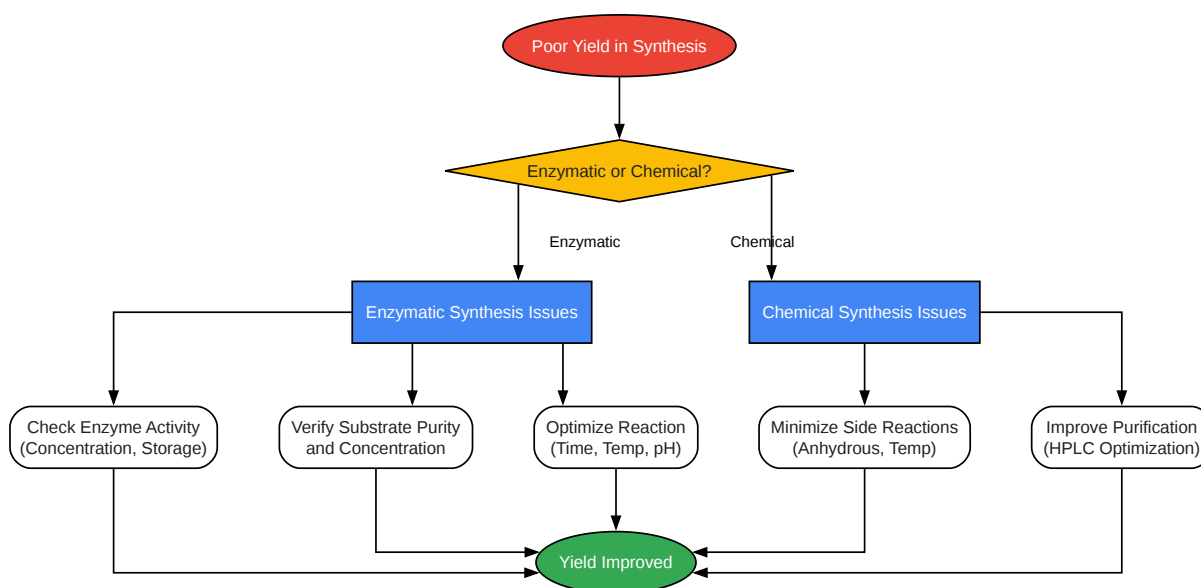 Poor Yield in Synthesis
Enzymatic or Chemical?
Enzymatic
Chemical
Enzymatic Synthesis Issues
Chemical Synthesis Issues
Check Enzyme Activity
(Concentration, Storage)
Verify Substrate Purity
and Concentration
Optimize Reaction
(Time, Temp, pH)
Minimize Side Reactions
(Anhydrous, Temp)
Improve Purification
(HPLC Optimization)
Yield Improved